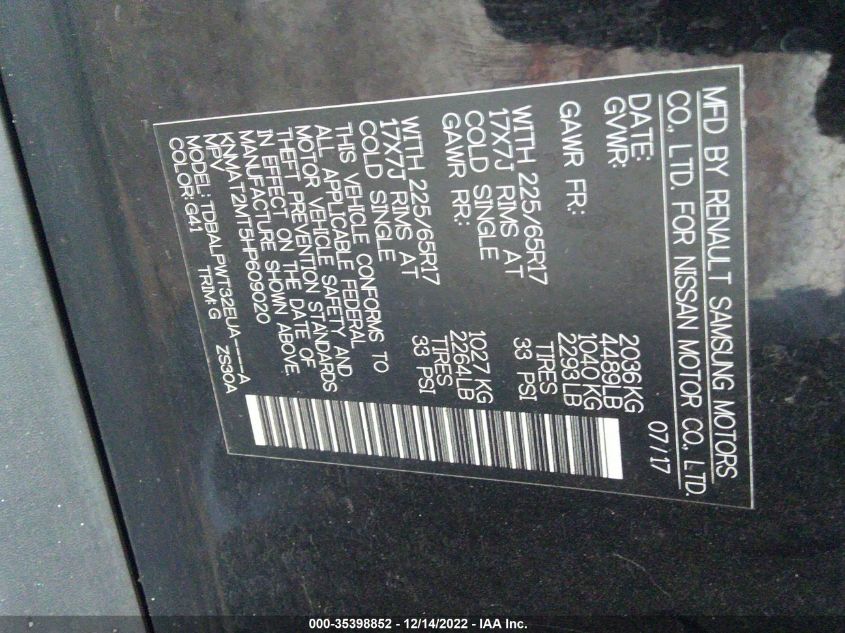 MFD BY RENAULT SAMSUNG MOTORS
CO., LTD. FOR NISSAN MOTOR CO., LTD.
DATE: 07/17
GVWR: 2036KG
4489LB
GAWR FR: 1040KG
2293LB
WITH 225/65R17 TIRES
17X7J RIMS AT 33 PSI
COLD SINGLE
GAWR RR: 1027KG
2264LB
WITH 225/65R17 TIRES
17X7J RIMS AT 33 PSI
COLD SINGLE
THIS VEHICLE CONFORMS TO
ALL APPLICABLE FEDERAL
MOTOR VEHICLE SAFETY AND
THEFT PREVENTION STANDARDS
IN EFFECT ON THE DATE OF
MANUFACTURE SHOWN ABOVE.
KNMAT2MT5HP609020
MPV
MODEL: TDBALPWT32EUA-----A
COLOR: G41 TRIM: G ZS30A
000-35398852 - 12/14/2022 - IAA Inc.